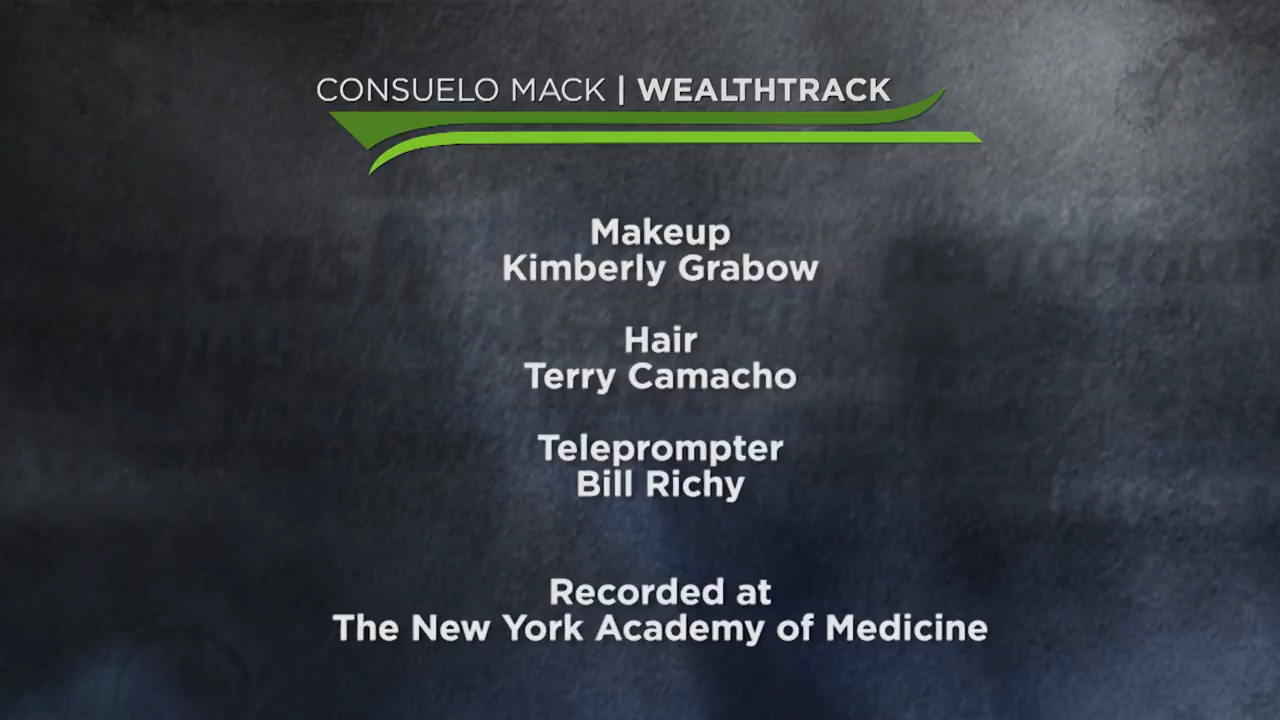 CONSUELO MACK | WEALTHTRACK
Makeup
Kimberly Grabow
Hair
Terry Camacho
Teleprompter
Bill Richy
Recorded at
The New York Academy of Medicine